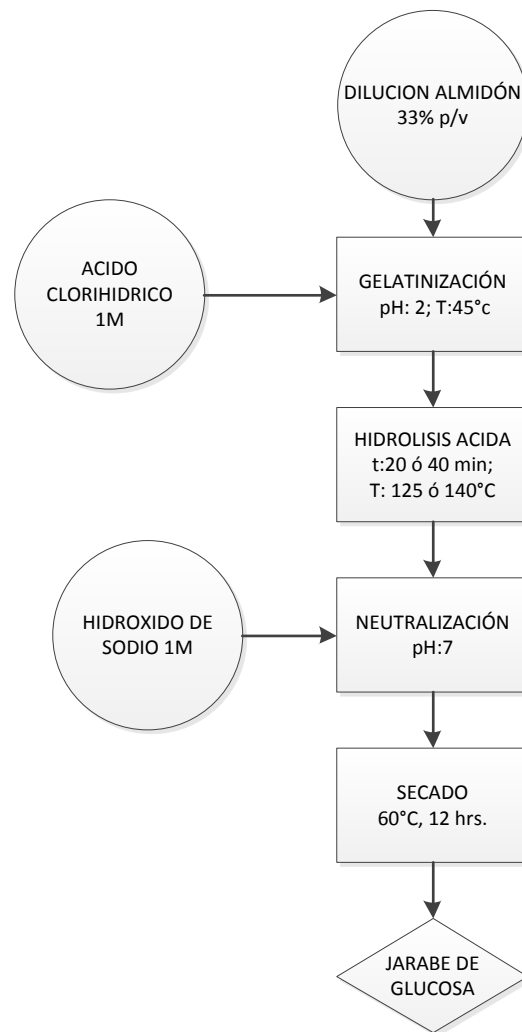 DILUCION ALMIDÓN
33% p/v
ACIDO
CLORIHIDRICO
1M
GELATINIZACIÓN
pH: 2; T:45°c
HIDROLISIS ACIDA
t:20 ó 40 min;
T: 125 ó 140°C
HIDROXIDO DE
SODIO 1M
NEUTRALIZACIÓN
pH:7
SECADO
60°C, 12 hrs.
JARABE DE
GLUCOSA